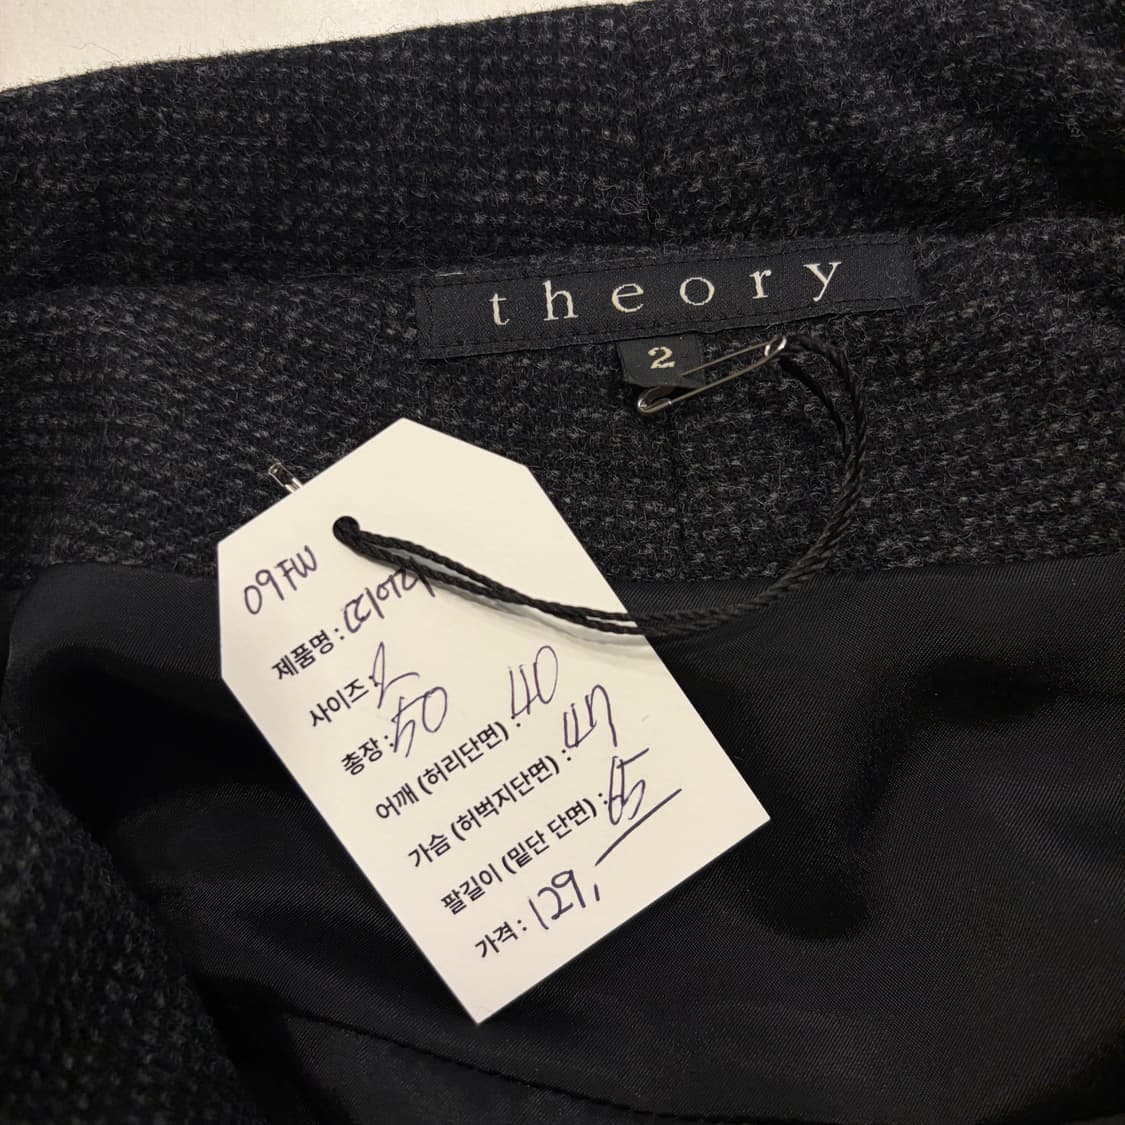 theory
2
09FW
제품명 : 띠어리
사이즈 : 2
총장 : 50
어깨 (허리단면) : 40
가슴 (허벅지단면) : 47
팔길이 (밑단 단면) :
가격 : 129,